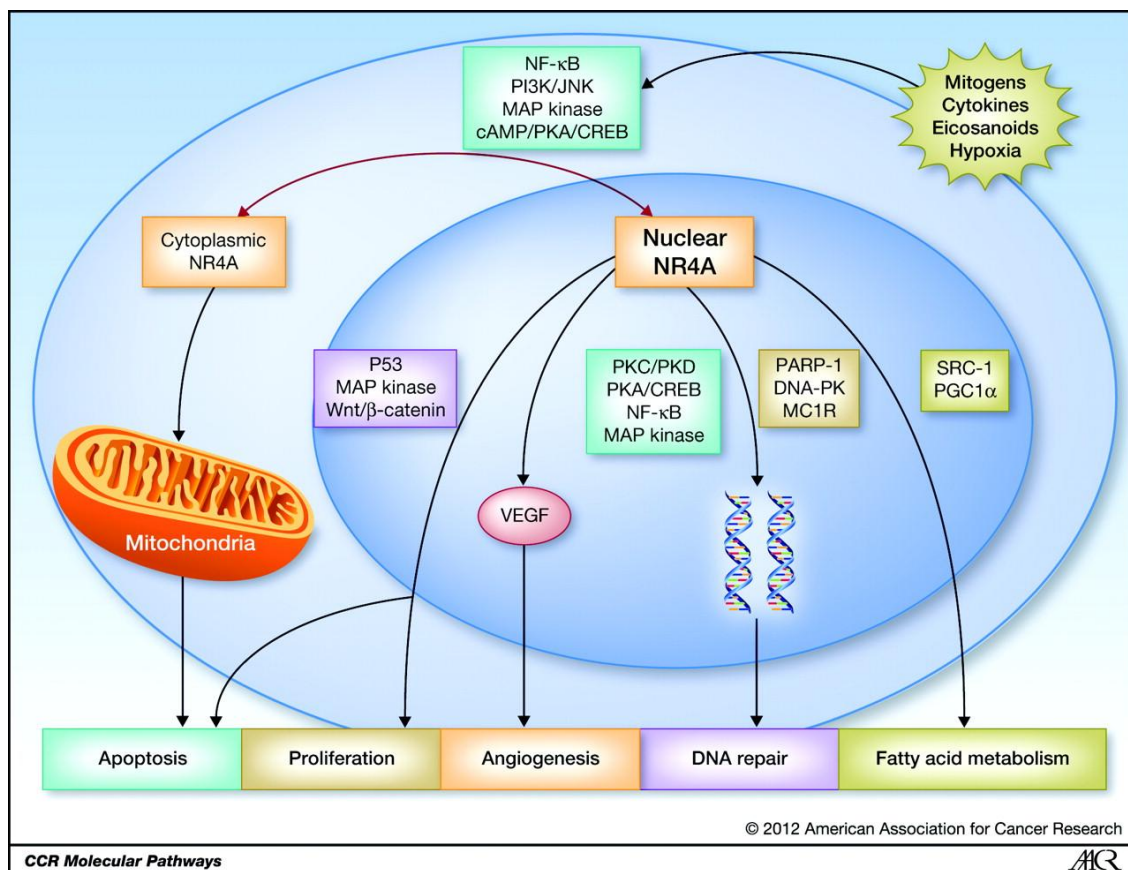 NF-κB
PI3K/JNK
MAP kinase
cAMP/PKA/CREB
Mitogens
Cytokines
Eicosanoids
Hypoxia
Cytoplasmic
NR4A
Nuclear
NR4A
P53
MAP kinase
Wnt/β-catenin
PKC/PKD
PKA/CREB
NF-κB
MAP kinase
PARP-1
DNA-PK
MC1R
SRC-1
PGC1α
Mitochondria
VEGF
Apoptosis
Proliferation
Angiogenesis
DNA repair
Fatty acid metabolism
© 2012 American Association for Cancer Research
CCR Molecular Pathways
AACR